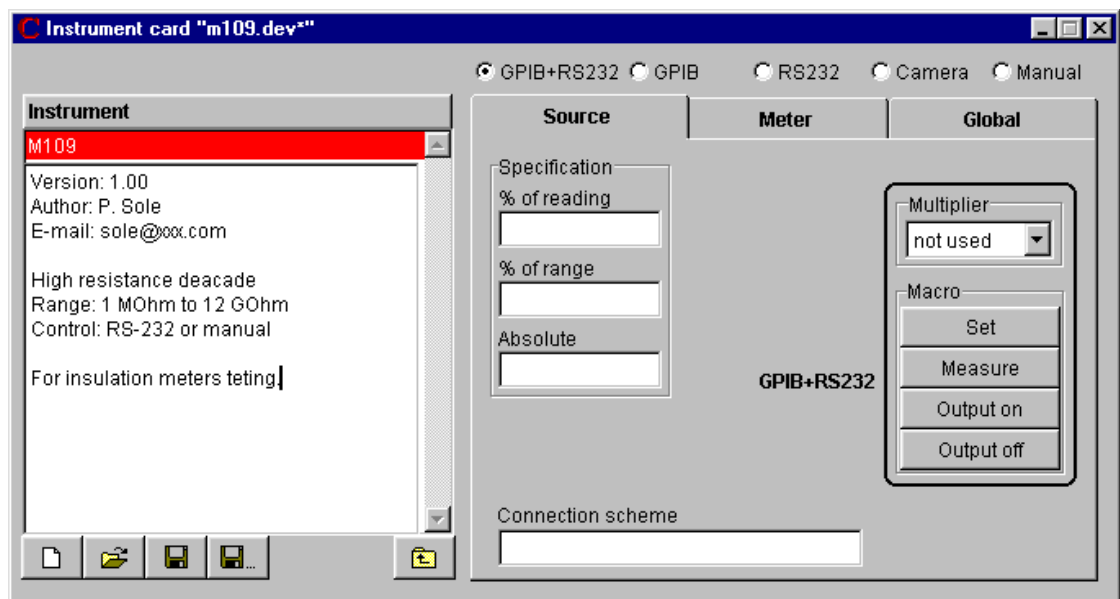 Instrument card "m109.dev*"
GPIB+RS232 GPIB RS232 Camera Manual
Instrument
M109
Version: 1.00
Author: P. Sole
E-mail: sole@xxx.com
High resistance deacade
Range: 1 MOhm to 12 GOhm
Control: RS-232 or manual
For insulation meters teting.
Source Meter Global
Specification
% of reading
% of range
Absolute
GPIB+RS232
Multiplier
not used
Macro
Set
Measure
Output on
Output off
Connection scheme